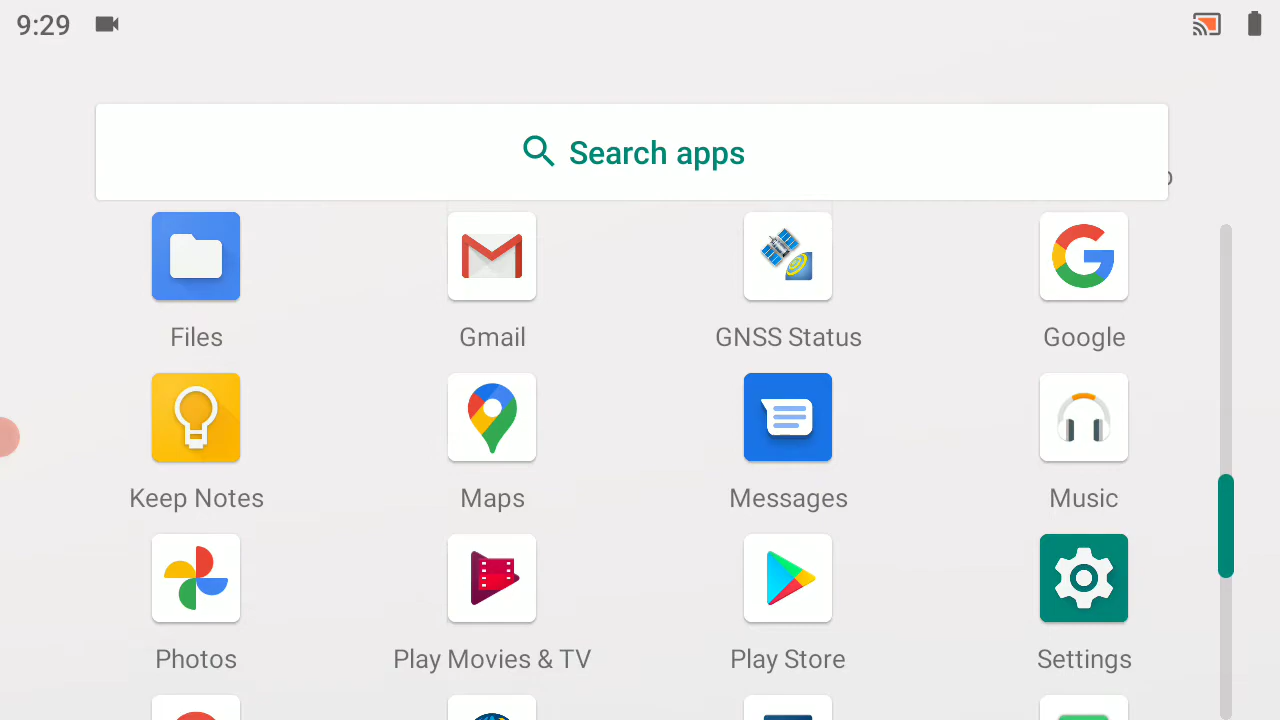 9:29
Search apps
Files
Gmail
GNSS Status
Google
Keep Notes
Maps
Messages
Music
Photos
Play Movies & TV
Play Store
Settings